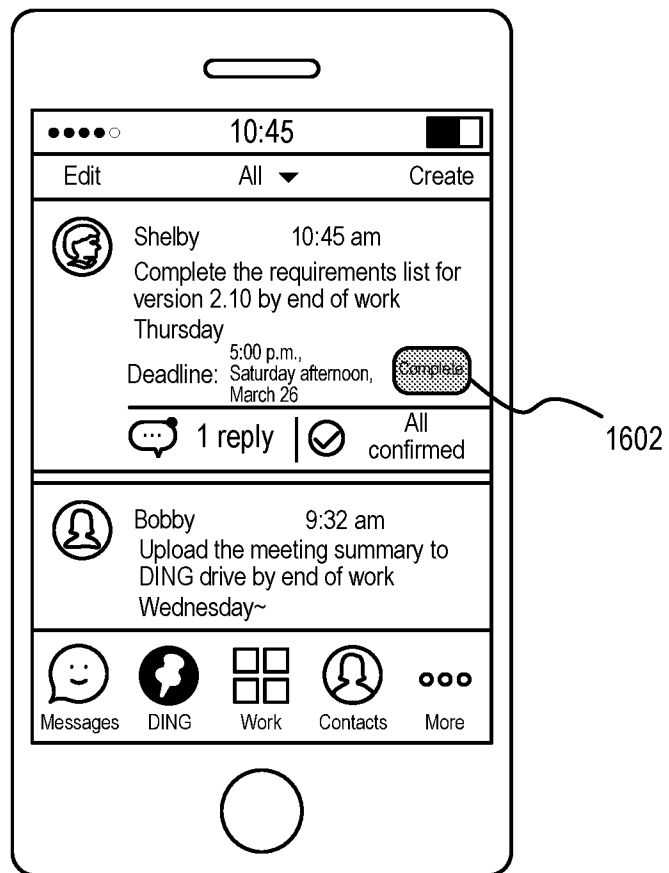 10:45
Edit All Create
Shelby 10:45 am
Complete the requirements list for
version 2.10 by end of work
Thursday
Deadline: 5:00 p.m.,
Saturday afternoon,
March 26
Complete
1602
1 reply All
confirmed
Bobby 9:32 am
Upload the meeting summary to
DING drive by end of work
Wednesday~
Messages DING Work Contacts More